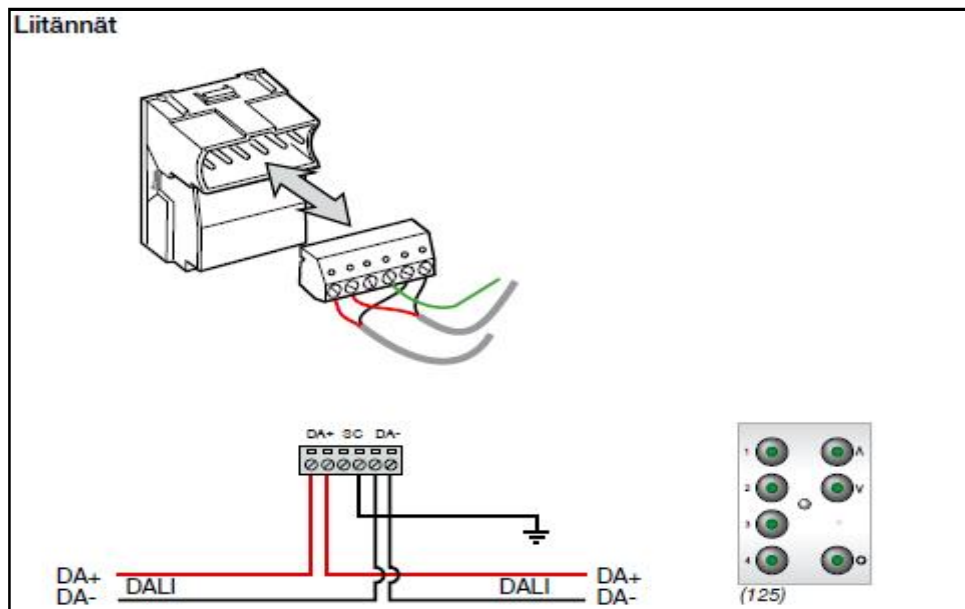 Liitännät
DA+ SC DA-
DA+ DALI DALI DA+
DA- DA-
1 Λ
2 V
3
4 O
(125)